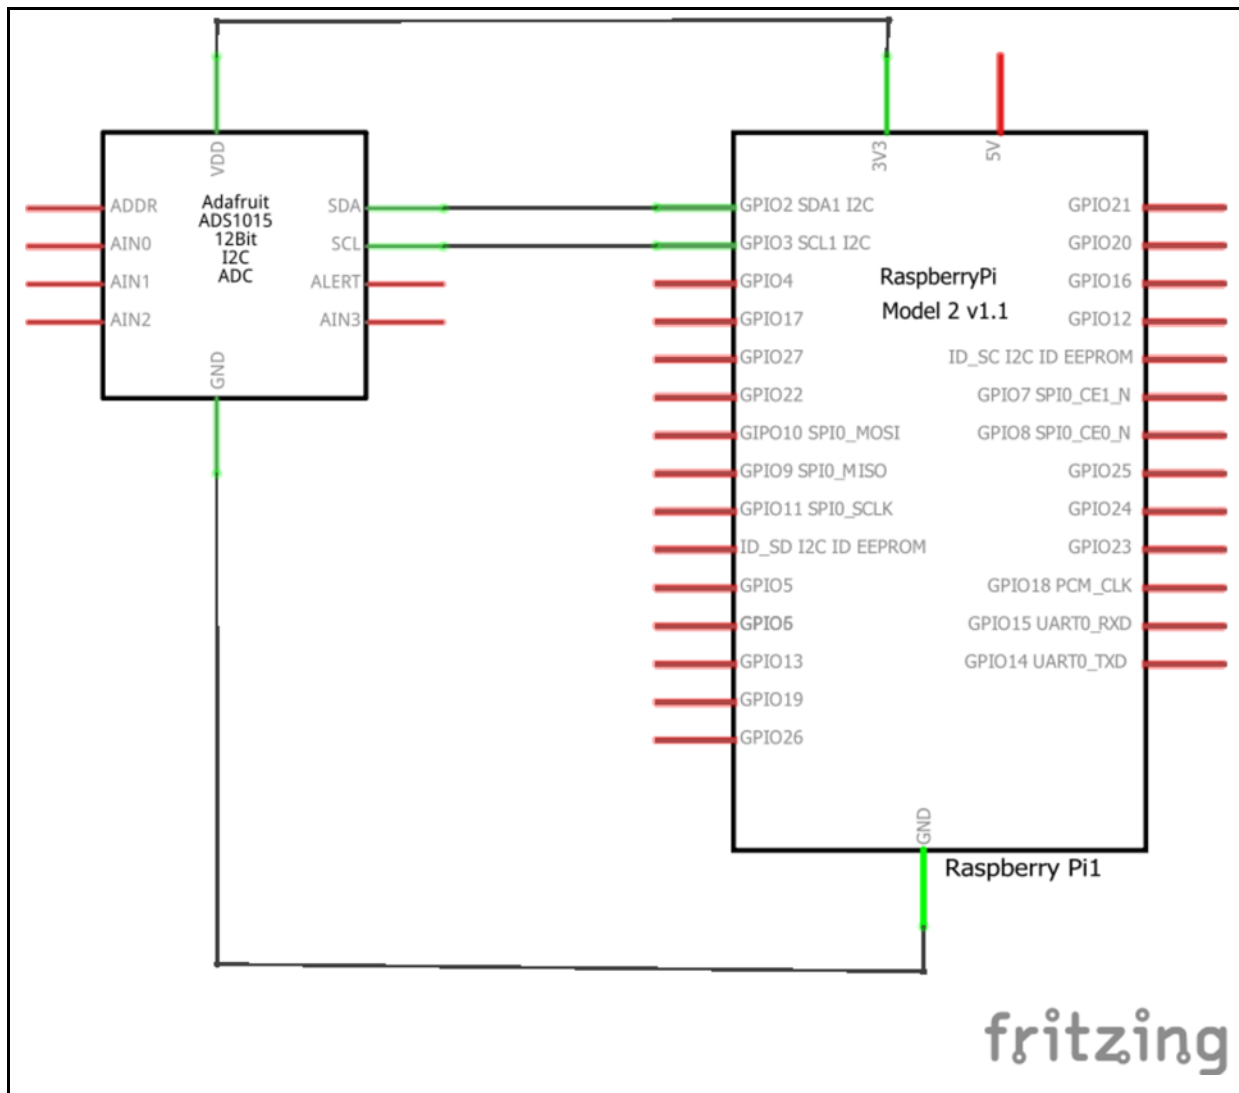 VDD
ADDR
AIN0
AIN1
AIN2
Adafruit
ADS1015
12Bit
I2C
ADC
SDA
SCL
ALERT
AIN3
GND
3V3
5V
GPIO2 SDA1 I2C
GPIO3 SCL1 I2C
GPIO4
GPIO17
GPIO27
GPIO22
GIPO10 SPI0_MOSI
GPIO9 SPI0_MISO
GPIO11 SPI0_SCLK
ID_SD I2C ID EEPROM
GPIO5
GPIO6
GPIO13
GPIO19
GPIO26
RaspberryPi
Model 2 v1.1
GPIO21
GPIO20
GPIO16
GPIO12
ID_SC I2C ID EEPROM
GPIO7 SPI0_CE1_N
GPIO8 SPI0_CE0_N
GPIO25
GPIO24
GPIO23
GPIO18 PCM_CLK
GPIO15 UART0_RXD
GPIO14 UART0_TXD
GND
Raspberry Pi1
fritzing